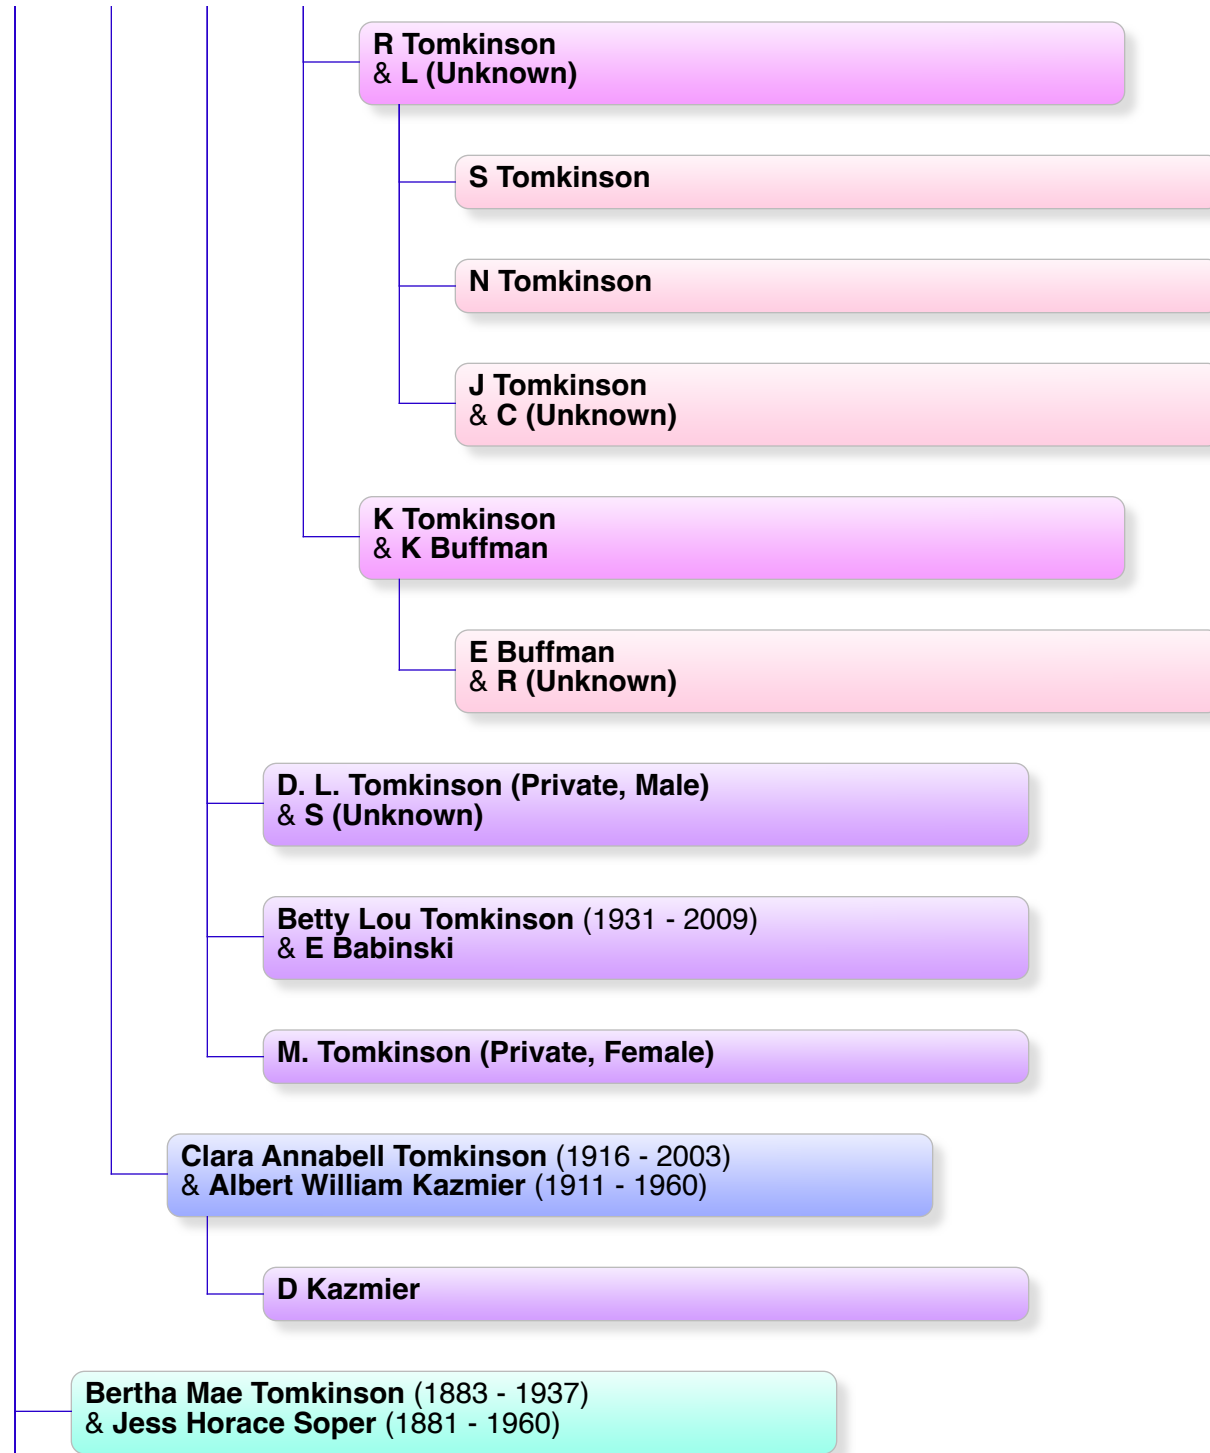 R Tomkinson
& L (Unknown)
S Tomkinson
N Tomkinson
J Tomkinson
& C (Unknown)
K Tomkinson
& K Buffman
E Buffman
& R (Unknown)
D. L. Tomkinson (Private, Male)
& S (Unknown)
Betty Lou Tomkinson (1931 - 2009)
& E Babinski
M. Tomkinson (Private, Female)
Clara Annabell Tomkinson (1916 - 2003)
& Albert William Kazmier (1911 - 1960)
D Kazmier
Bertha Mae Tomkinson (1883 - 1937)
& Jess Horace Soper (1881 - 1960)